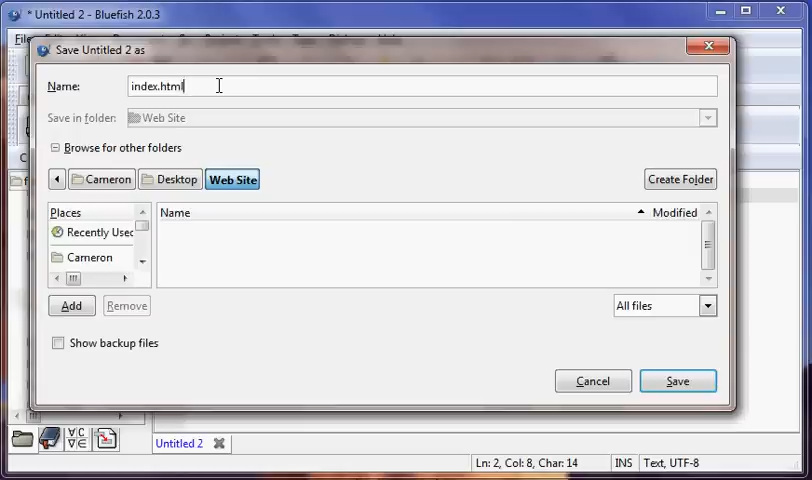 * Untitled 2 - Bluefish 2.0.3
Save Untitled 2 as
Name: index.html
Save in folder: Web Site
Browse for other folders
Cameron Desktop Web Site Create Folder
Places Name Modified
Recently Used
Cameron
Add Remove All files
Show backup files
Cancel Save
Untitled 2
Ln: 2, Col: 8, Char: 14 INS Text, UTF-8